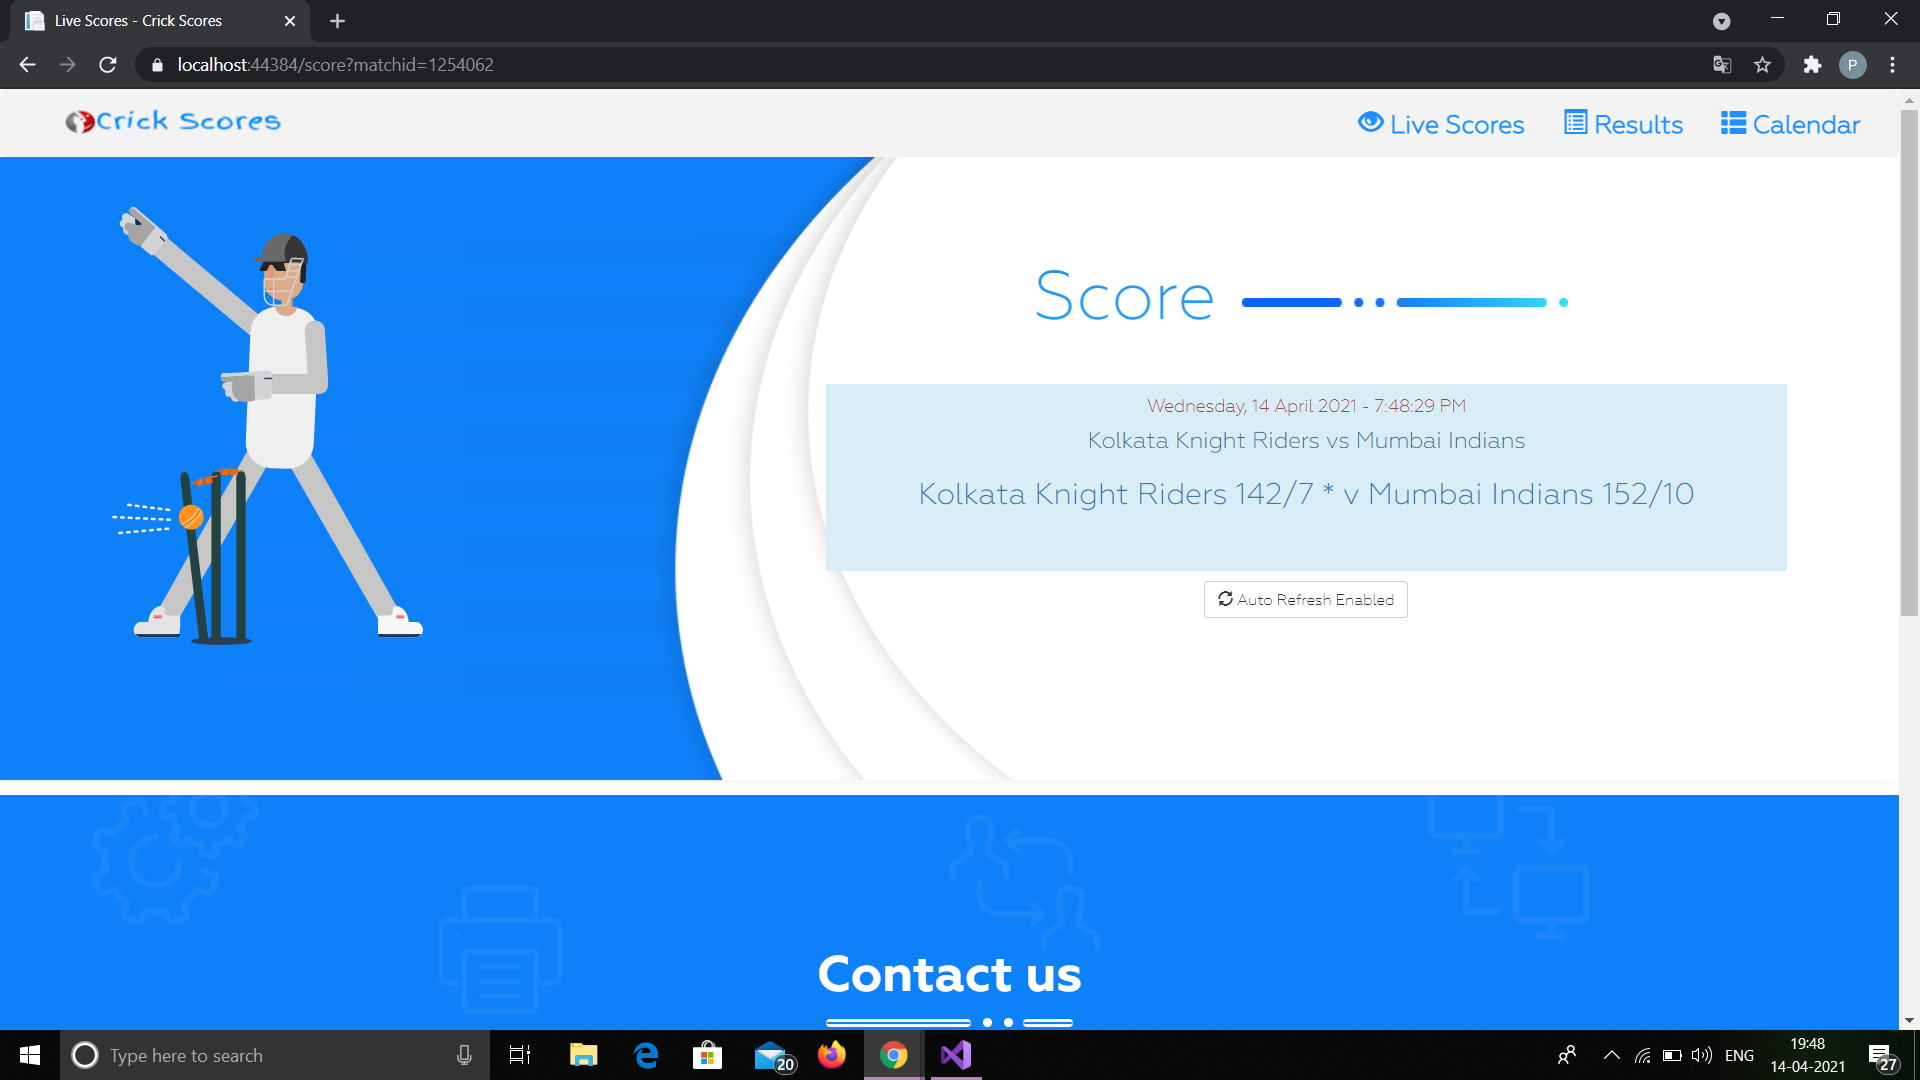 Live Scores - Crick Scores
localhost:44384/score?matchid=1254062
P
Crick Scores
Live Scores
Results
Calendar
Score
Wednesday, 14 April 2021 - 7:48:29 PM
Kolkata Knight Riders vs Mumbai Indians
Kolkata Knight Riders 142/7 * v Mumbai Indians 152/10
Auto Refresh Enabled
Contact us
Type here to search
20
ENG
19:48
14-04-2021
27